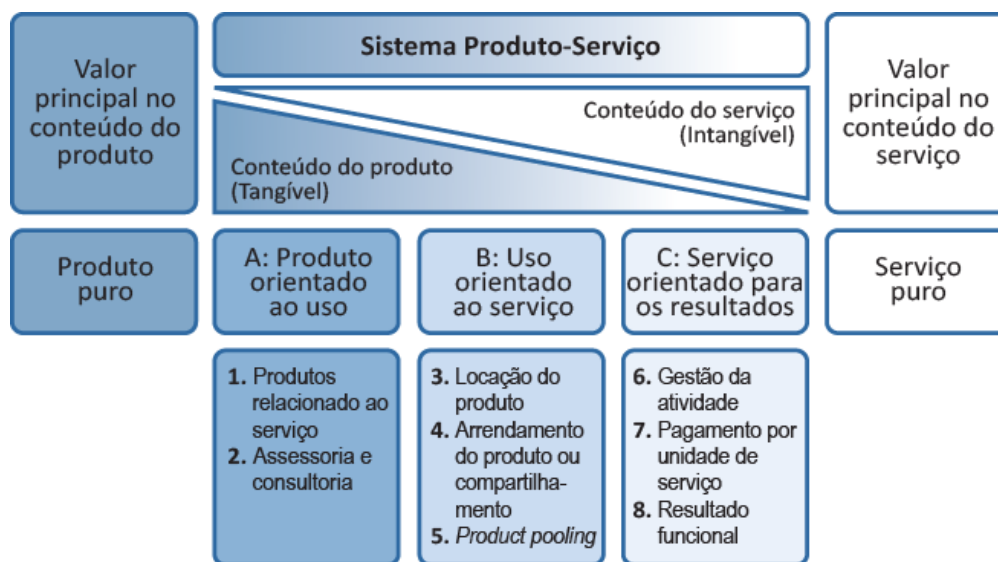 Valor
principal no
conteúdo do
produto
Sistema Produto-Serviço
Conteúdo do serviço
(Intangível)
Conteúdo do produto
(Tangível)
Valor
principal no
conteúdo do
serviço
Produto
puro
A: Produto
orientado
ao uso
B: Uso
orientado
ao serviço
C: Serviço
orientado para
os resultados
Serviço
puro
1. Produtos
relacionado ao
serviço
2. Assessoria e
consultoria
3. Locação do
produto
4. Arrendamento
do produto ou
compartilha-
mento
5. Product pooling
6. Gestão da
atividade
7. Pagamento por
unidade de
serviço
8. Resultado
funcional